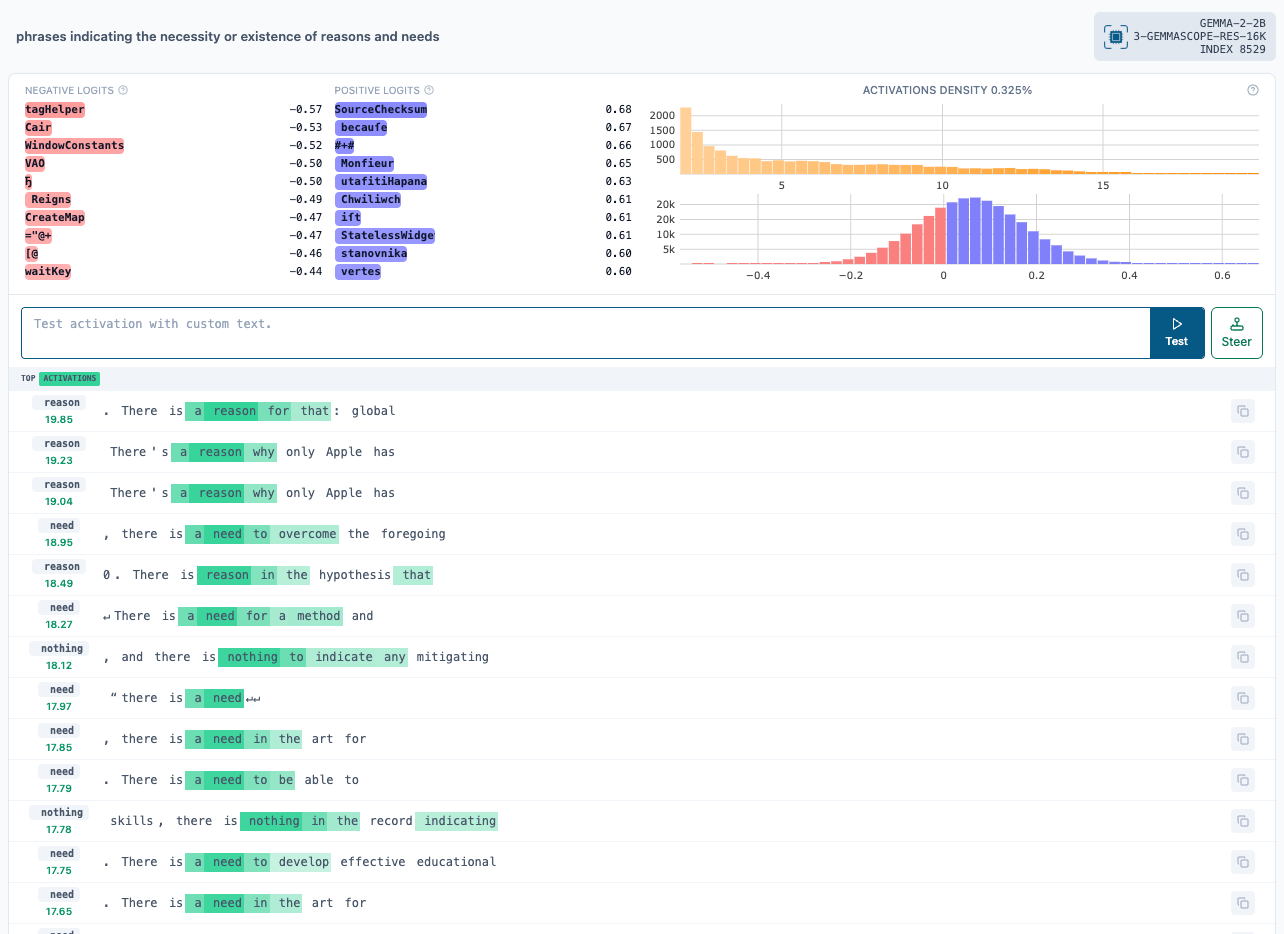 phrases indicating the necessity or existence of reasons and needs
GEMMA-2-2B
3-GEMMASCOPE-RES-16K
INDEX 8529
NEGATIVE LOGITS
tagHelper −0.57
Cair −0.53
WindowConstants −0.52
VAO −0.50
ђ −0.50
Reigns −0.49
CreateMap −0.47
="@+ −0.47
[@ −0.46
waitKey −0.44
POSITIVE LOGITS
SourceChecksum 0.68
becaufe 0.67
#+# 0.66
Monfieur 0.65
utafitiHapana 0.63
Chwiliwch 0.61
ift 0.61
StatelessWidge 0.61
stanovnika 0.60
vertes 0.60
ACTIVATIONS DENSITY 0.325%
2000
1500
1000
500
5 10 15
20k
20k
10k
5k
−0.4 −0.2 0 0.2 0.4 0.6
Test activation with custom text.
Test
Steer
TOP ACTIVATIONS
reason
19.85
. There is a reason for that: global
reason
19.23
There's a reason why only Apple has
reason
19.04
There's a reason why only Apple has
need
18.95
, there is a need to overcome the foregoing
reason
18.49
0. There is reason in the hypothesis that
need
18.27
↵There is a need for a method and
nothing
18.12
, and there is nothing to indicate any mitigating
need
17.97
“there is a need↵↵
need
17.85
, there is a need in the art for
need
17.79
. There is a need to be able to
nothing
17.78
skills, there is nothing in the record indicating
need
17.75
. There is a need to develop effective educational
need
17.65
. There is a need in the art for